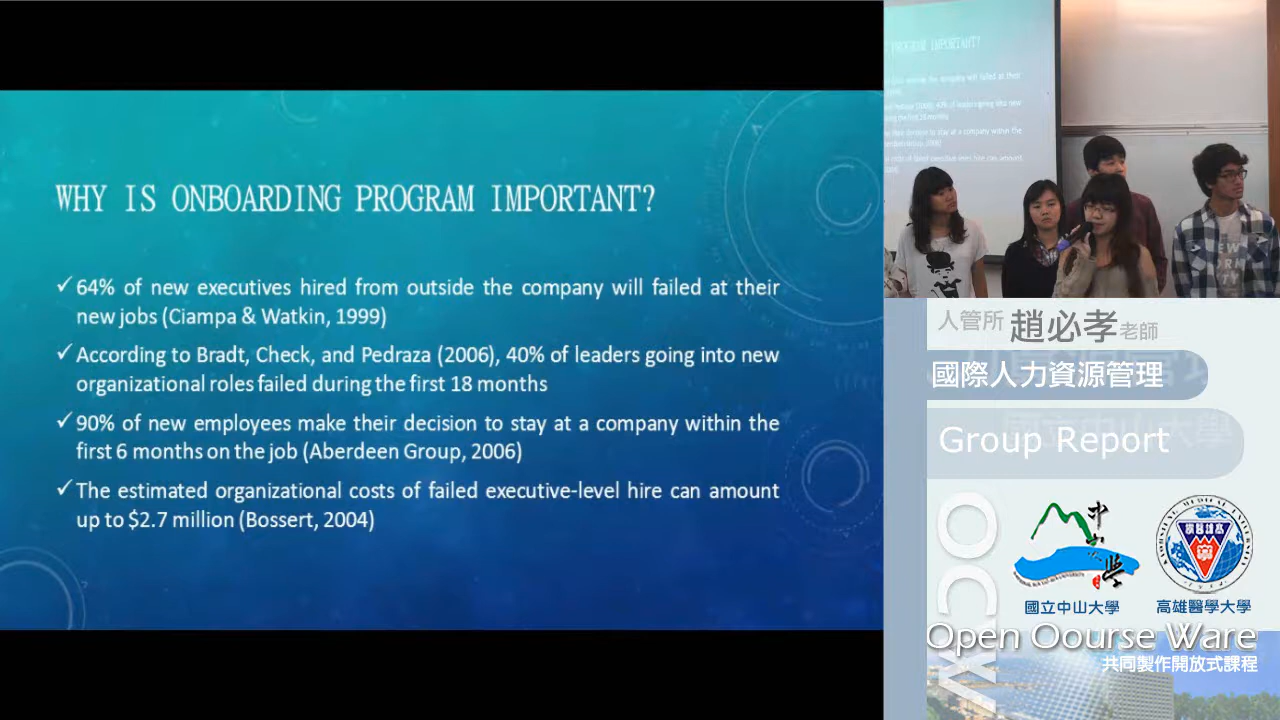 WHY IS ONBOARDING PROGRAM IMPORTANT?
✓64% of new executives hired from outside the company will failed at their
new jobs (Ciampa & Watkin, 1999)
✓According to Bradt, Check, and Pedraza (2006), 40% of leaders going into new
organizational roles failed during the first 18 months
✓90% of new employees make their decision to stay at a company within the
first 6 months on the job (Aberdeen Group, 2006)
✓The estimated organizational costs of failed executive-level hire can amount
up to $2.7 million (Bossert, 2004)
人管所 趙必孝老師
國際人力資源管理
Group Report
OCW
中山大學
國立中山大學
高雄醫學大學
Open Oourse Ware
共同製作開放式課程